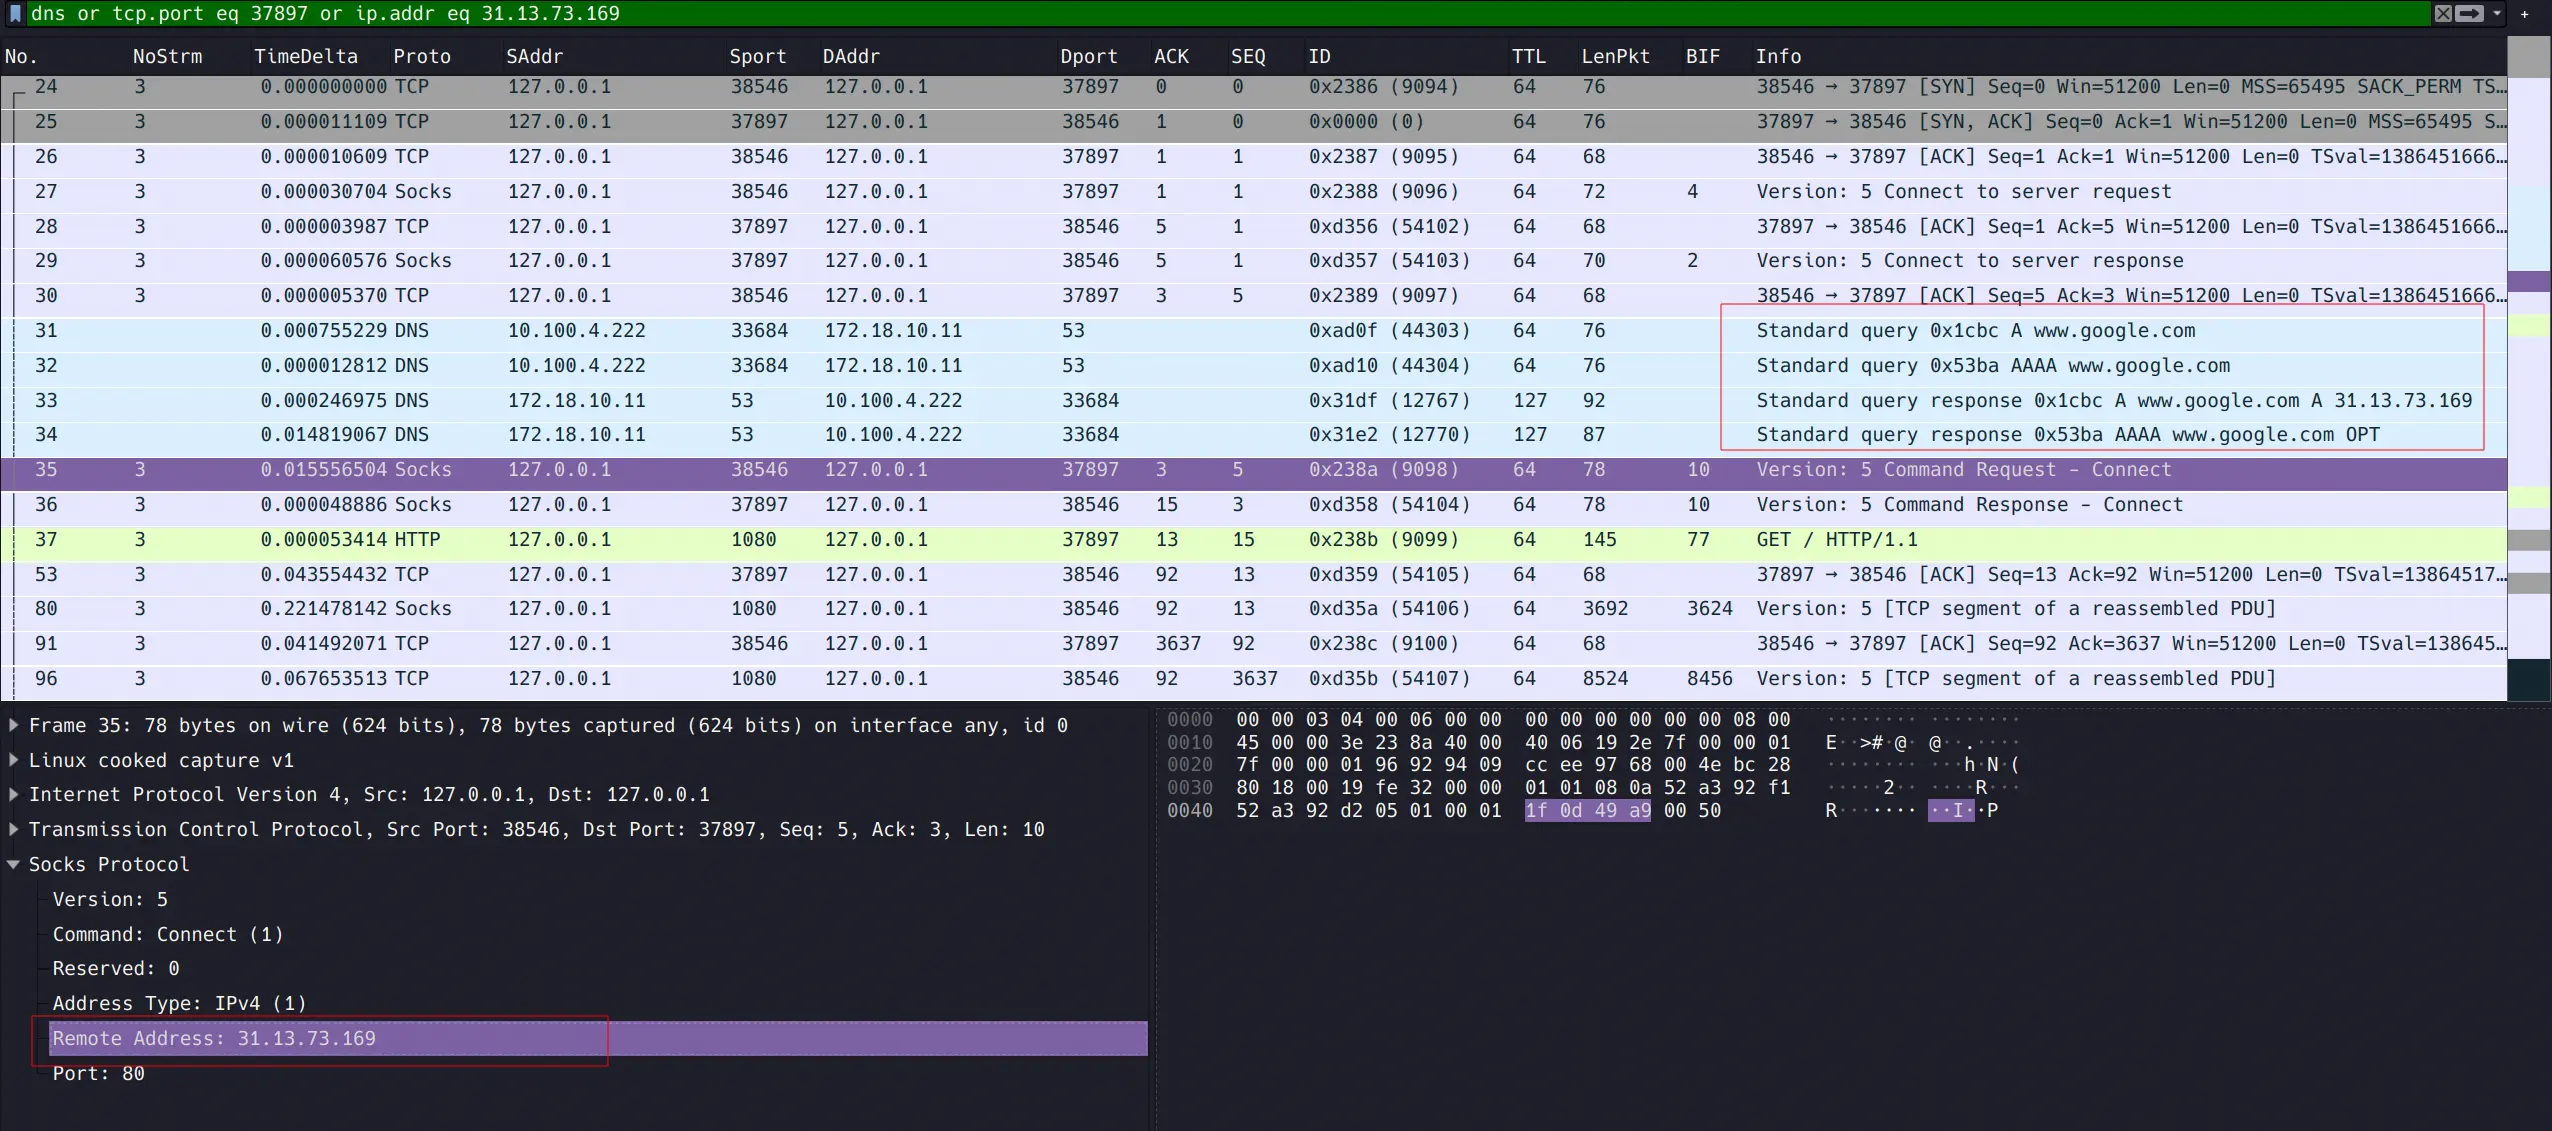 dns or tcp.port eq 37897 or ip.addr eq 31.13.73.169
No. NoStrm TimeDelta Proto SAddr Sport DAddr Dport ACK SEQ ID TTL LenPkt BIF Info
24 3 0.000000000 TCP 127.0.0.1 38546 127.0.0.1 37897 0 0 0x2386 (9094) 64 76 38546 → 37897 [SYN] Seq=0 Win=51200 Len=0 MSS=65495 SACK_PERM TS…
25 3 0.000011109 TCP 127.0.0.1 37897 127.0.0.1 38546 1 0 0x0000 (0) 64 76 37897 → 38546 [SYN, ACK] Seq=0 Ack=1 Win=51200 Len=0 MSS=65495 S…
26 3 0.000010609 TCP 127.0.0.1 38546 127.0.0.1 37897 1 1 0x2387 (9095) 64 68 38546 → 37897 [ACK] Seq=1 Ack=1 Win=51200 Len=0 TSval=1386451666…
27 3 0.000030704 Socks 127.0.0.1 38546 127.0.0.1 37897 1 1 0x2388 (9096) 64 72 4 Version: 5 Connect to server request
28 3 0.000003987 TCP 127.0.0.1 37897 127.0.0.1 38546 5 1 0xd356 (54102) 64 68 37897 → 38546 [ACK] Seq=1 Ack=5 Win=51200 Len=0 TSval=1386451666…
29 3 0.000060576 Socks 127.0.0.1 37897 127.0.0.1 38546 5 1 0xd357 (54103) 64 70 2 Version: 5 Connect to server response
30 3 0.000005370 TCP 127.0.0.1 38546 127.0.0.1 37897 3 5 0x2389 (9097) 64 68 38546 → 37897 [ACK] Seq=5 Ack=3 Win=51200 Len=0 TSval=1386451666…
31 0.000755229 DNS 10.100.4.222 33684 172.18.10.11 53 0xad0f (44303) 64 76 Standard query 0x1cbc A www.google.com
32 0.000012812 DNS 10.100.4.222 33684 172.18.10.11 53 0xad10 (44304) 64 76 Standard query 0x53ba AAAA www.google.com
33 0.000246975 DNS 172.18.10.11 53 10.100.4.222 33684 0x31df (12767) 127 92 Standard query response 0x1cbc A www.google.com A 31.13.73.169
34 0.014819067 DNS 172.18.10.11 53 10.100.4.222 33684 0x31e2 (12770) 127 87 Standard query response 0x53ba AAAA www.google.com OPT
35 3 0.015556504 Socks 127.0.0.1 38546 127.0.0.1 37897 3 5 0x238a (9098) 64 78 10 Version: 5 Command Request - Connect
36 3 0.000048886 Socks 127.0.0.1 37897 127.0.0.1 38546 15 3 0xd358 (54104) 64 78 10 Version: 5 Command Response - Connect
37 3 0.000053414 HTTP 127.0.0.1 1080 127.0.0.1 37897 13 15 0x238b (9099) 64 145 77 GET / HTTP/1.1
53 3 0.043554432 TCP 127.0.0.1 37897 127.0.0.1 38546 92 13 0xd359 (54105) 64 68 37897 → 38546 [ACK] Seq=13 Ack=92 Win=51200 Len=0 TSval=13864517…
80 3 0.221478142 Socks 127.0.0.1 1080 127.0.0.1 38546 92 13 0xd35a (54106) 64 3692 3624 Version: 5 [TCP segment of a reassembled PDU]
91 3 0.041492071 TCP 127.0.0.1 38546 127.0.0.1 37897 3637 92 0x238c (9100) 64 68 38546 → 37897 [ACK] Seq=92 Ack=3637 Win=51200 Len=0 TSval=138645…
96 3 0.067653513 TCP 127.0.0.1 1080 127.0.0.1 38546 92 3637 0xd35b (54107) 64 8524 8456 Version: 5 [TCP segment of a reassembled PDU]
Frame 35: 78 bytes on wire (624 bits), 78 bytes captured (624 bits) on interface any, id 0
Linux cooked capture v1
Internet Protocol Version 4, Src: 127.0.0.1, Dst: 127.0.0.1
Transmission Control Protocol, Src Port: 38546, Dst Port: 37897, Seq: 5, Ack: 3, Len: 10
Socks Protocol
Version: 5
Command: Connect (1)
Reserved: 0
Address Type: IPv4 (1)
Remote Address: 31.13.73.169
Port: 80
0000 00 00 03 04 00 06 00 00 00 00 00 00 00 00 08 00 ········ ········
0010 45 00 00 3e 23 8a 40 00 40 06 19 2e 7f 00 00 01 E··>#·@· @··.····
0020 7f 00 00 01 96 92 94 09 cc ee 97 68 00 4e bc 28 ········ ···h·N·(
0030 80 18 00 19 fe 32 00 00 01 01 08 0a 52 a3 92 f1 ·····2·· ····R···
0040 52 a3 92 d2 05 01 00 01 1f 0d 49 a9 00 50 R······· ··I··P